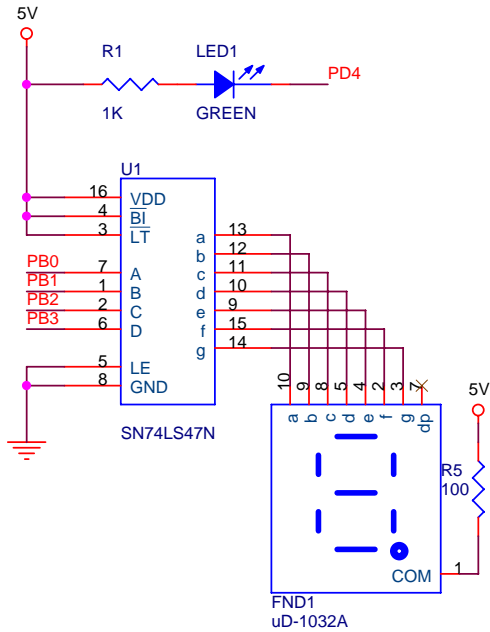 5V
R1
LED1
PD4
1K
GREEN
U1
16 VDD
4 BI
3 LT
PB0 7 A
PB1 1 B
PB2 2 C
PB3 6 D
5 LE
8 GND
a 13
b 12
c 11
d 10
e 9
f 15
g 14
SN74LS47N
10 9 8 5 4 2 3 7
a b c d e f g dp
5V
R5
100
COM 1
FND1
uD-1032A